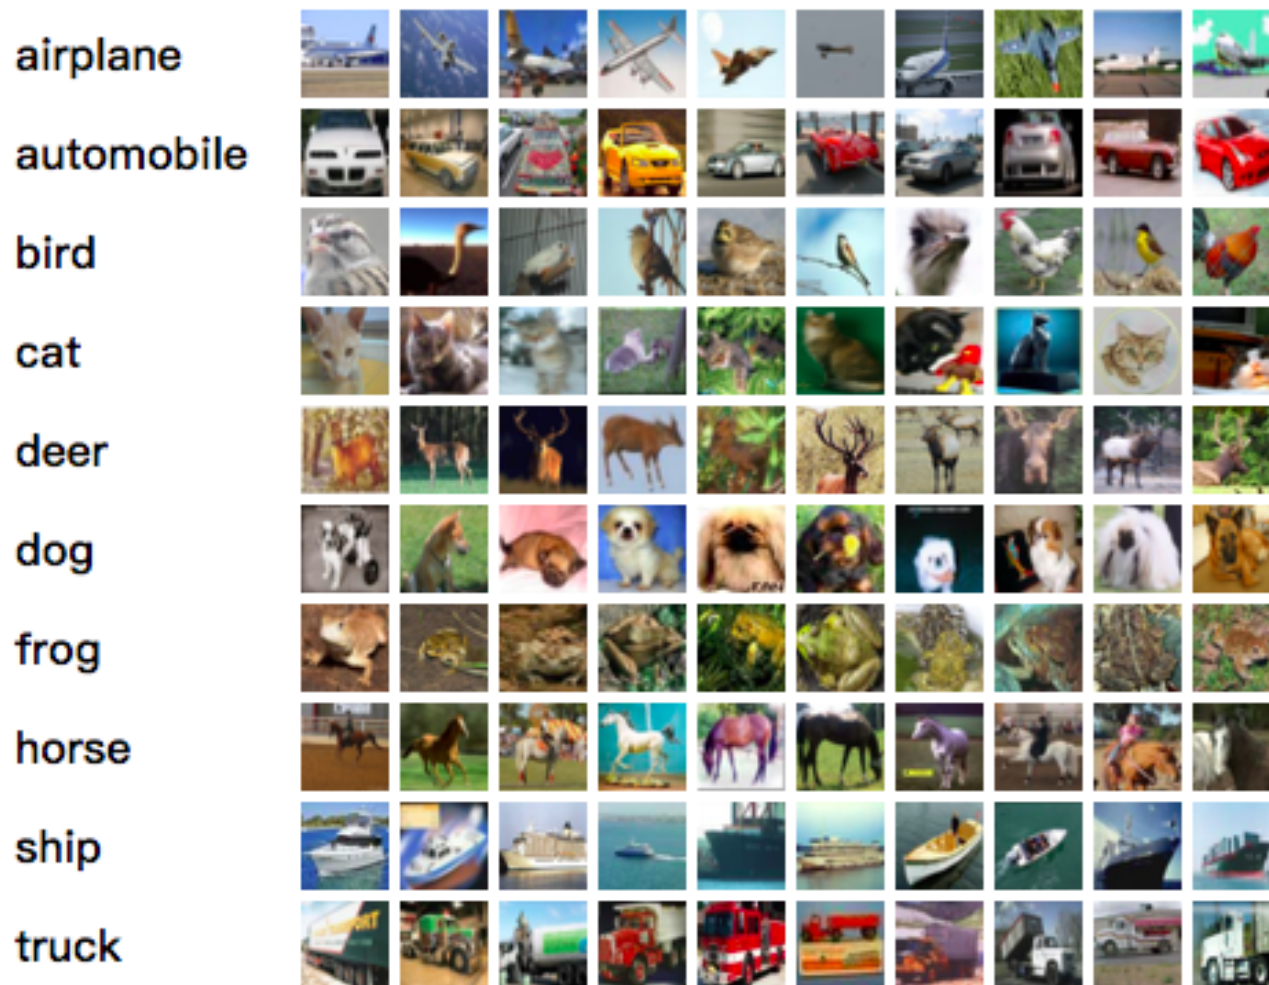 airplane
automobile
bird
cat
deer
dog
frog
horse
ship
truck